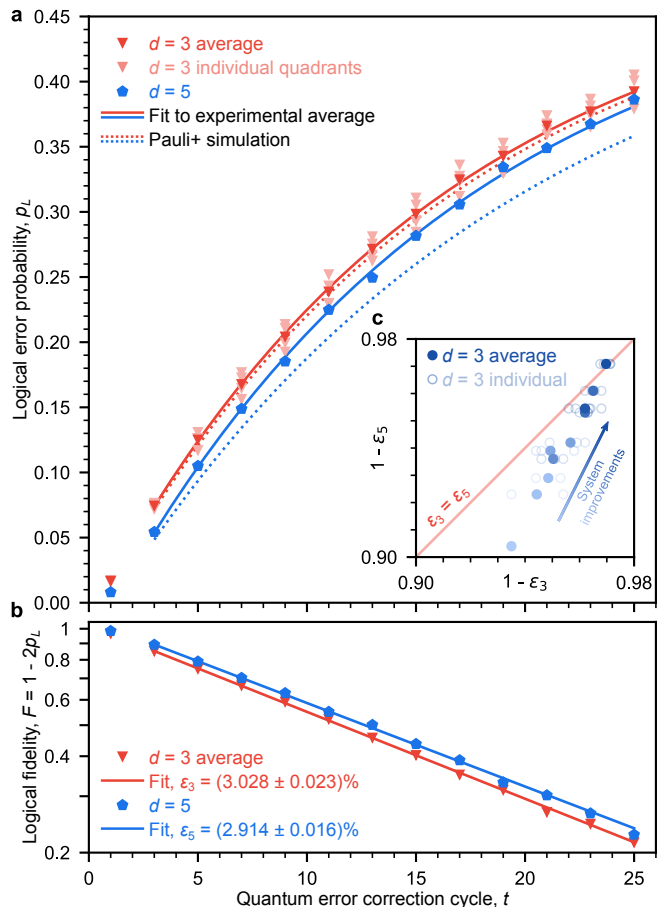 a
0.45
0.40
0.35
0.30
0.25
0.20
0.15
0.10
0.05
0.00
Logical error probability, p_L
d = 3 average
d = 3 individual quadrants
d = 5
Fit to experimental average
Pauli+ simulation
c
0.98
0.90
1 - ε₅
d = 3 average
d = 3 individual
ε₃ = ε₅
System
improvements
0.90
1 - ε₃
0.98
b
1
0.8
0.6
0.4
0.2
Logical fidelity, F = 1 - 2p_L
d = 3 average
Fit, ε₃ = (3.028 ± 0.023)%
d = 5
Fit, ε₅ = (2.914 ± 0.016)%
0 5 10 15 20 25
Quantum error correction cycle, t